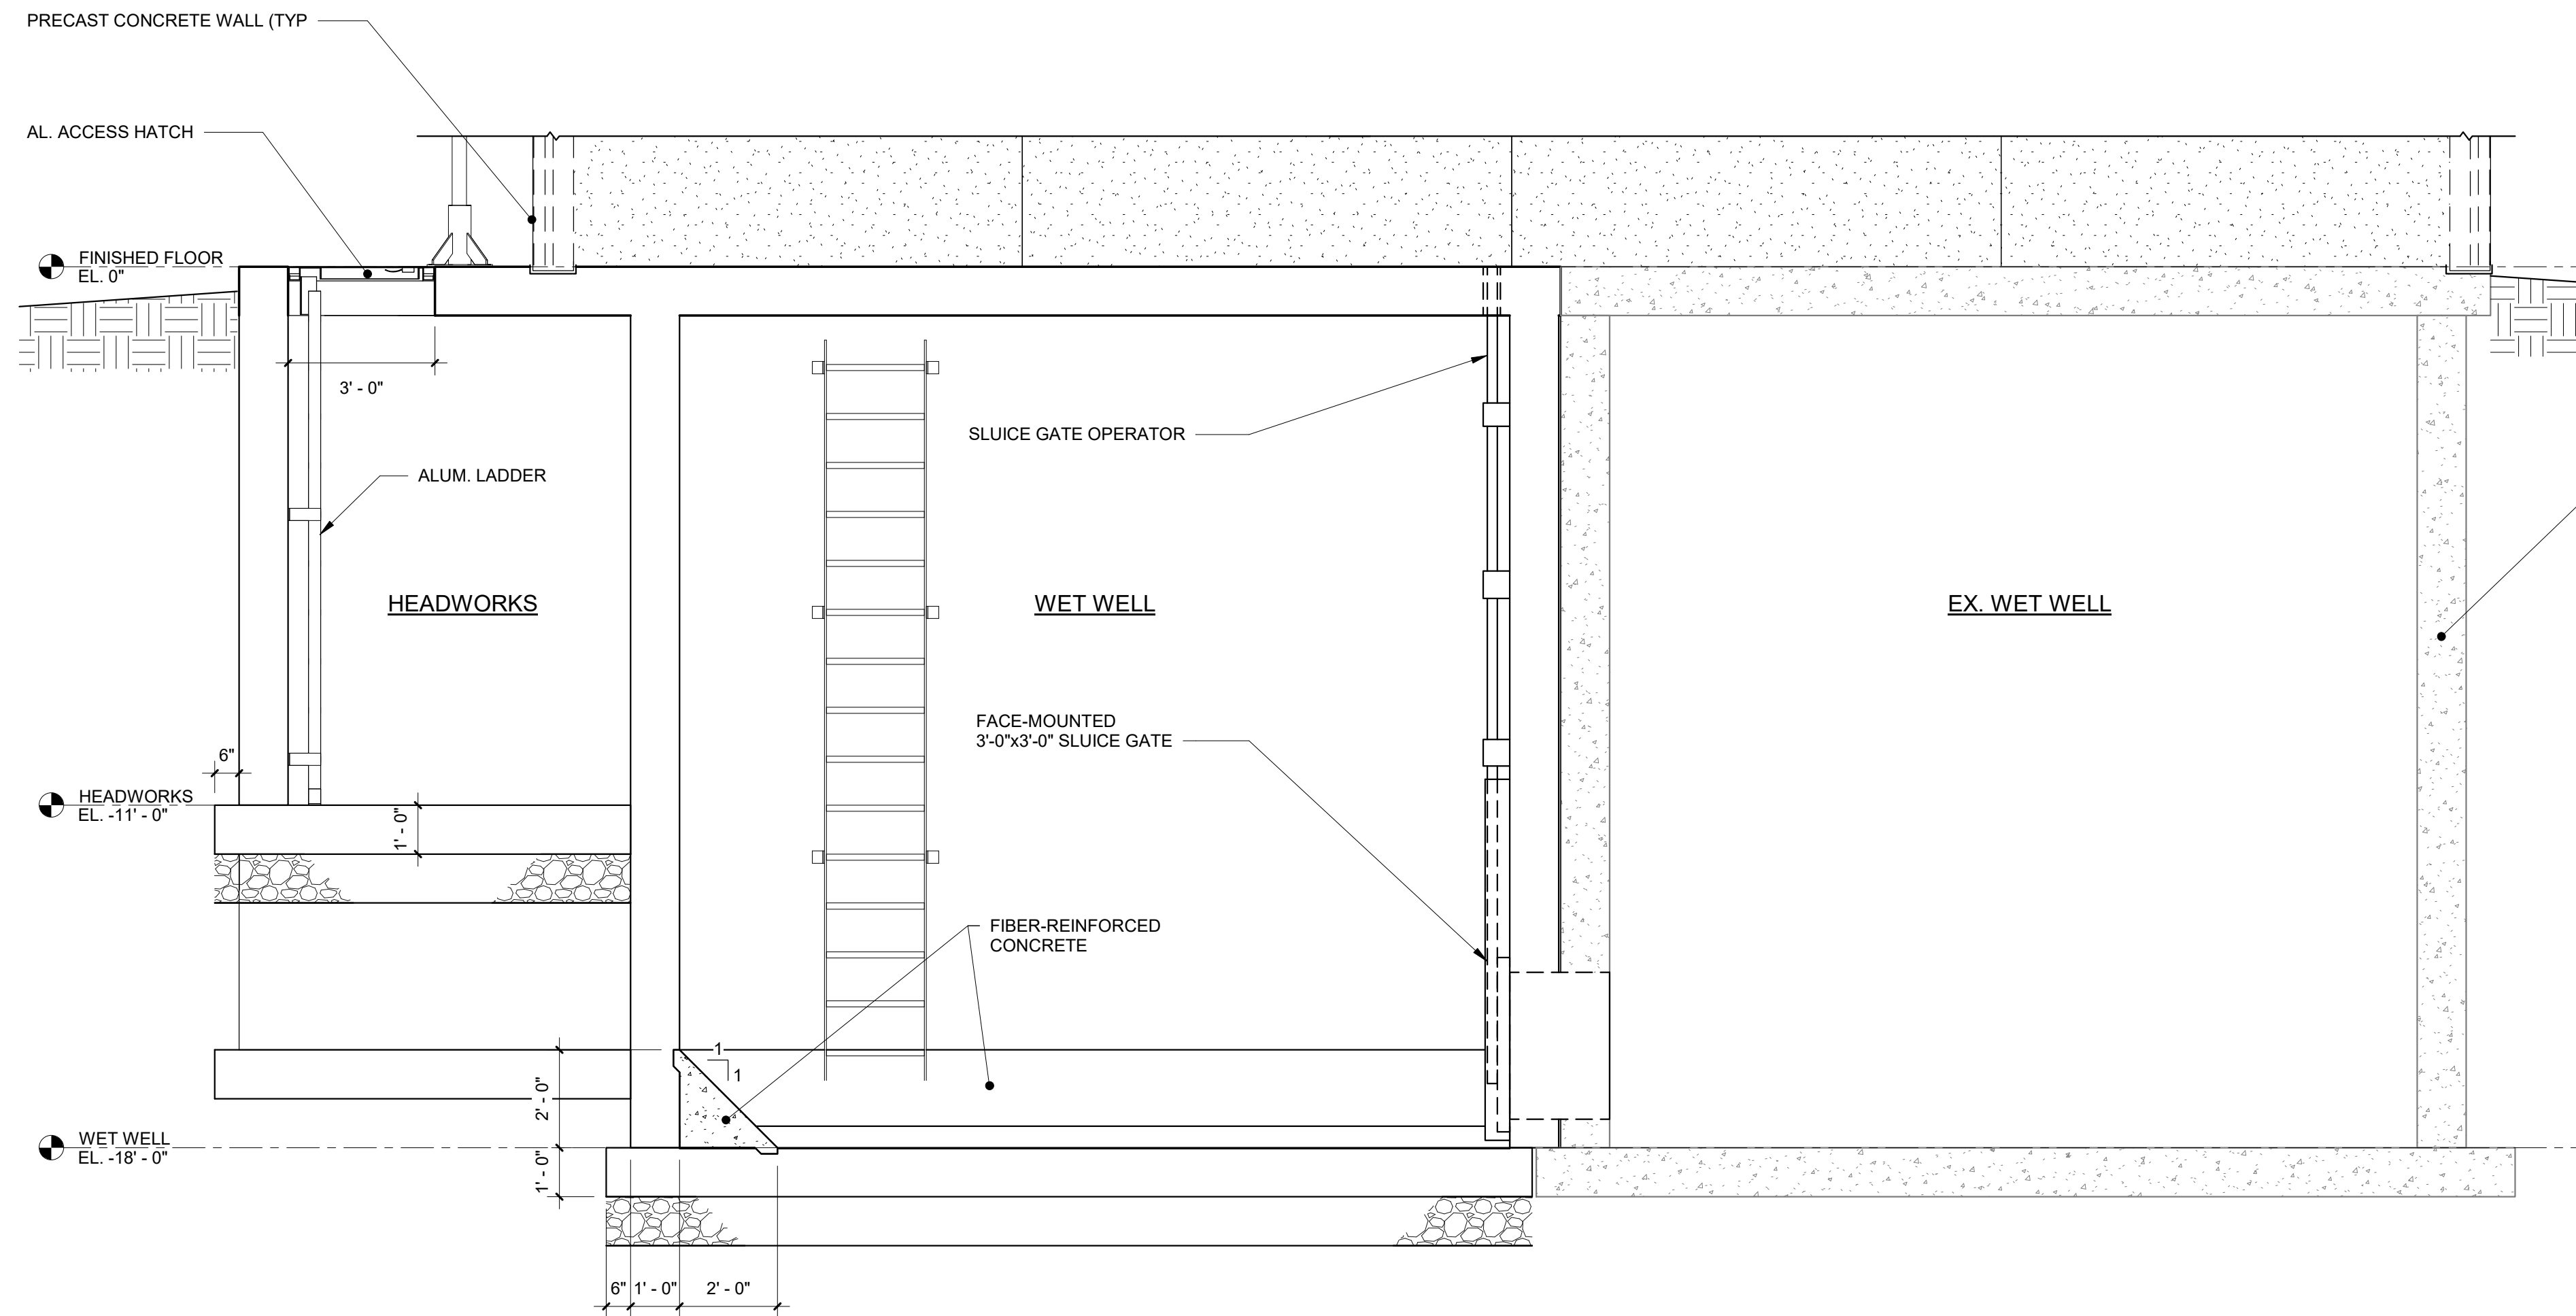 PRECAST CONCRETE WALL (TYP
AL. ACCESS HATCH
FINISHED FLOOR
EL. 0"
3' - 0"
SLUICE GATE OPERATOR
ALUM. LADDER
HEADWORKS
WET WELL
EX. WET WELL
FACE-MOUNTED
3'-0"x3'-0" SLUICE GATE
6"
HEADWORKS
EL. -11' - 0"
1' - 0"
FIBER-REINFORCED
CONCRETE
1
1
2' - 0"
WET WELL
EL. -18' - 0"
1' - 0"
6" 1' - 0" 2' - 0"